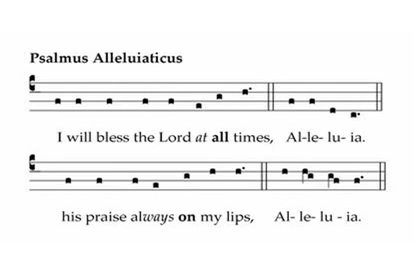 Psalmus Alleluiaticus
I will bless the Lord at all times, Al-le- lu- ia.
his praise always on my lips, Al- le- lu - ia.